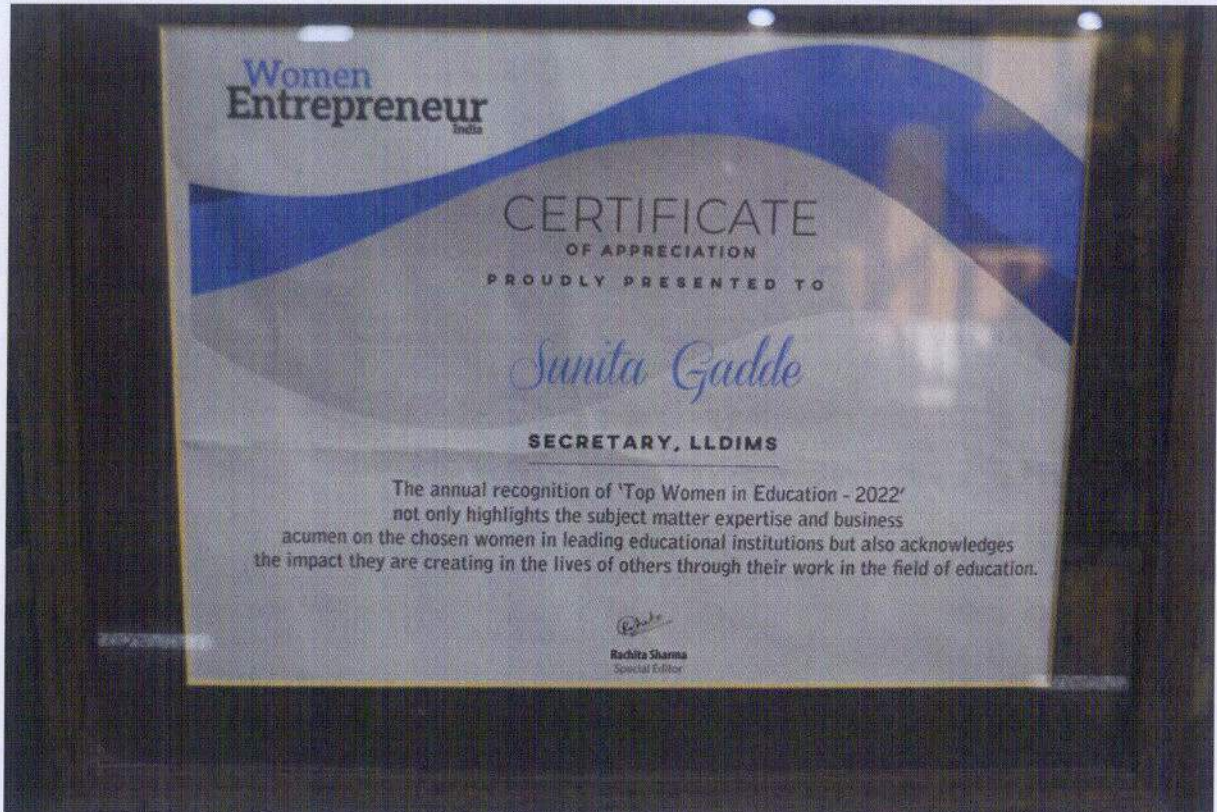 Women
Entrepreneur
India
CERTIFICATE
OF APPRECIATION
PROUDLY PRESENTED TO
Sunita Gadde
SECRETARY, LLDIMS
The annual recognition of 'Top Women in Education - 2022'
not only highlights the subject matter expertise and business
acumen on the chosen women in leading educational institutions but also acknowledges
the impact they are creating in the lives of others through their work in the field of education.
Rachita Sharma
Special Editor